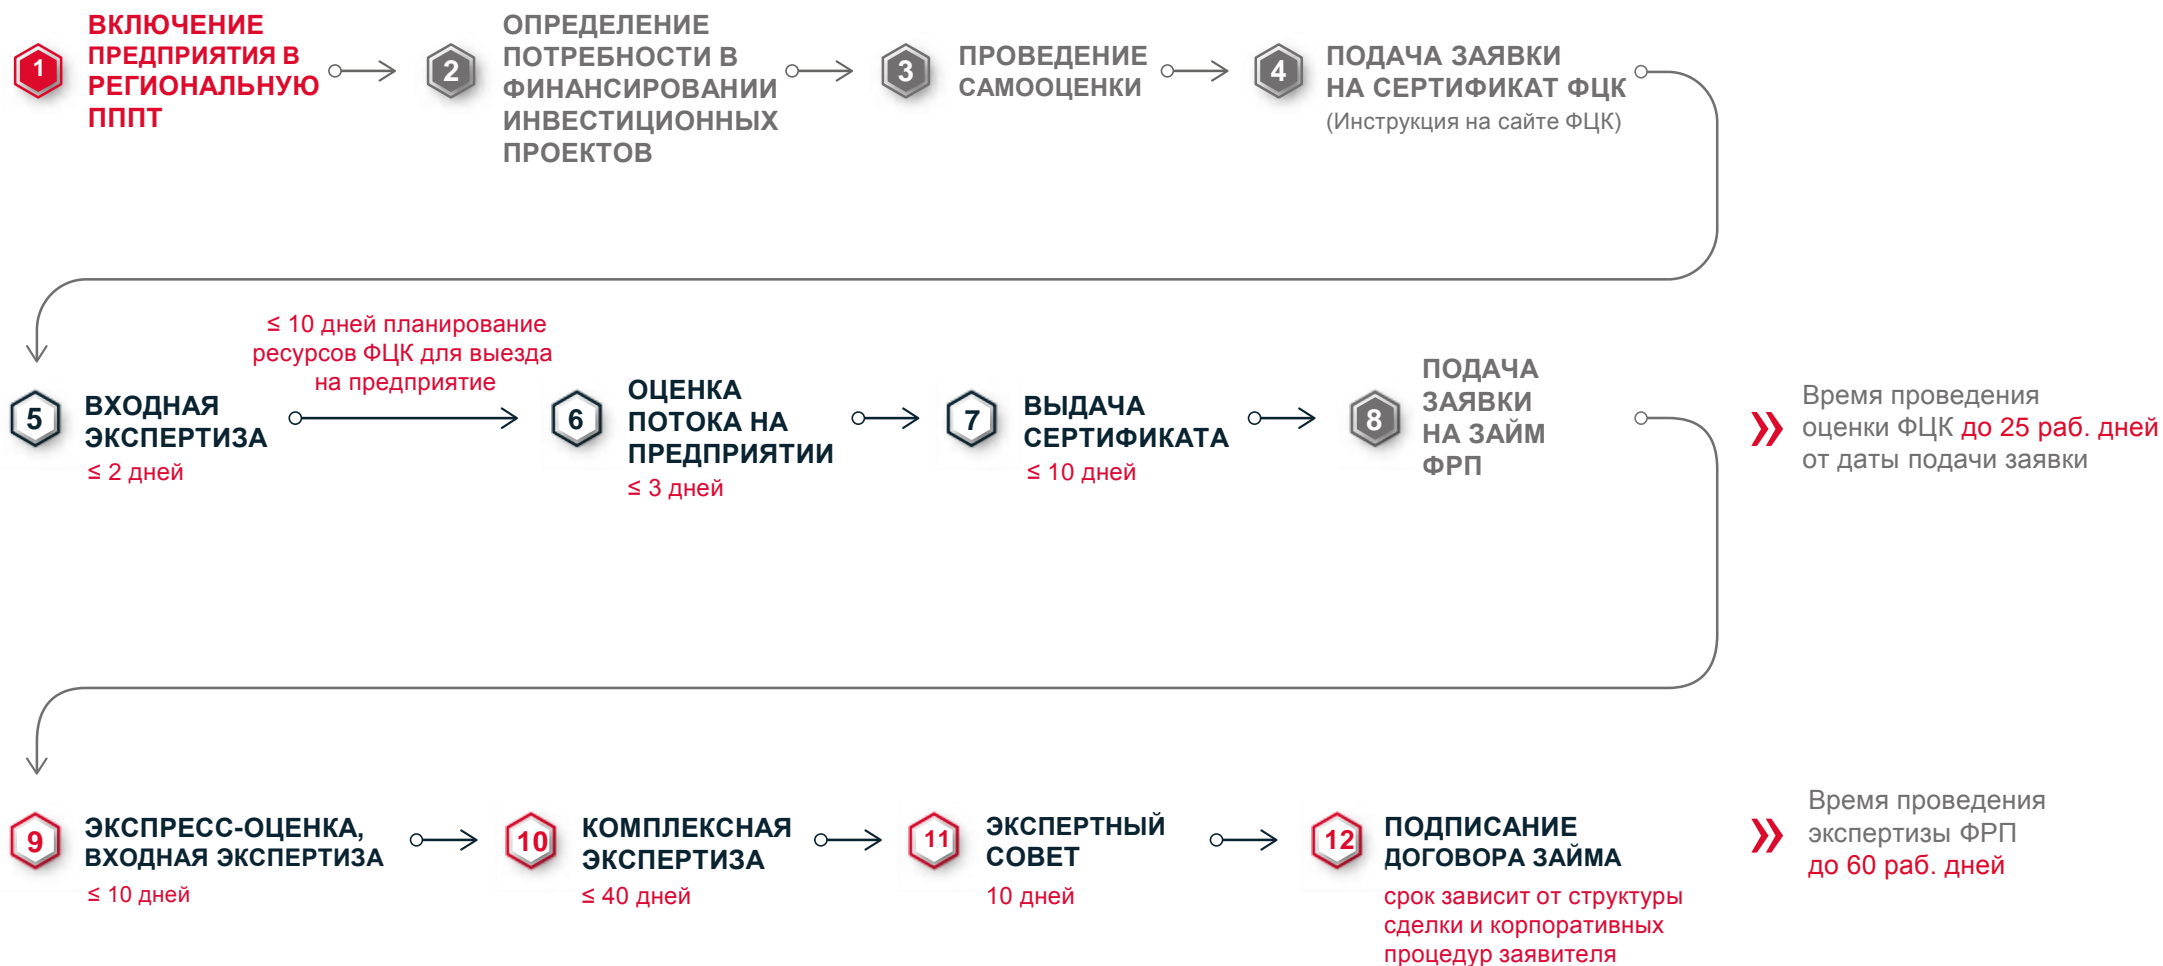 1
ВКЛЮЧЕНИЕ
ПРЕДПРИЯТИЯ В
РЕГИОНАЛЬНУЮ
ПППТ
2
ОПРЕДЕЛЕНИЕ
ПОТРЕБНОСТИ В
ФИНАНСИРОВАНИИ
ИНВЕСТИЦИОННЫХ
ПРОЕКТОВ
3
ПРОВЕДЕНИЕ
САМООЦЕНКИ
4
ПОДАЧА ЗАЯВКИ
НА СЕРТИФИКАТ ФЦК
(Инструкция на сайте ФЦК)
5
ВХОДНАЯ
ЭКСПЕРТИЗА
≤ 2 дней
≤ 10 дней планирование
ресурсов ФЦК для выезда
на предприятие
6
ОЦЕНКА
ПОТОКА НА
ПРЕДПРИЯТИИ
≤ 3 дней
7
ВЫДАЧА
СЕРТИФИКАТА
≤ 10 дней
8
ПОДАЧА
ЗАЯВКИ
НА ЗАЙМ
ФРП
Время проведения
оценки ФЦК до 25 раб. дней
от даты подачи заявки
9
ЭКСПРЕСС-ОЦЕНКА,
ВХОДНАЯ ЭКСПЕРТИЗА
≤ 10 дней
10
КОМПЛЕКСНАЯ
ЭКСПЕРТИЗА
≤ 40 дней
11
ЭКСПЕРТНЫЙ
СОВЕТ
10 дней
12
ПОДПИСАНИЕ
ДОГОВОРА ЗАЙМА
срок зависит от структуры
сделки и корпоративных
процедур заявителя
Время проведения
экспертизы ФРП
до 60 раб. дней